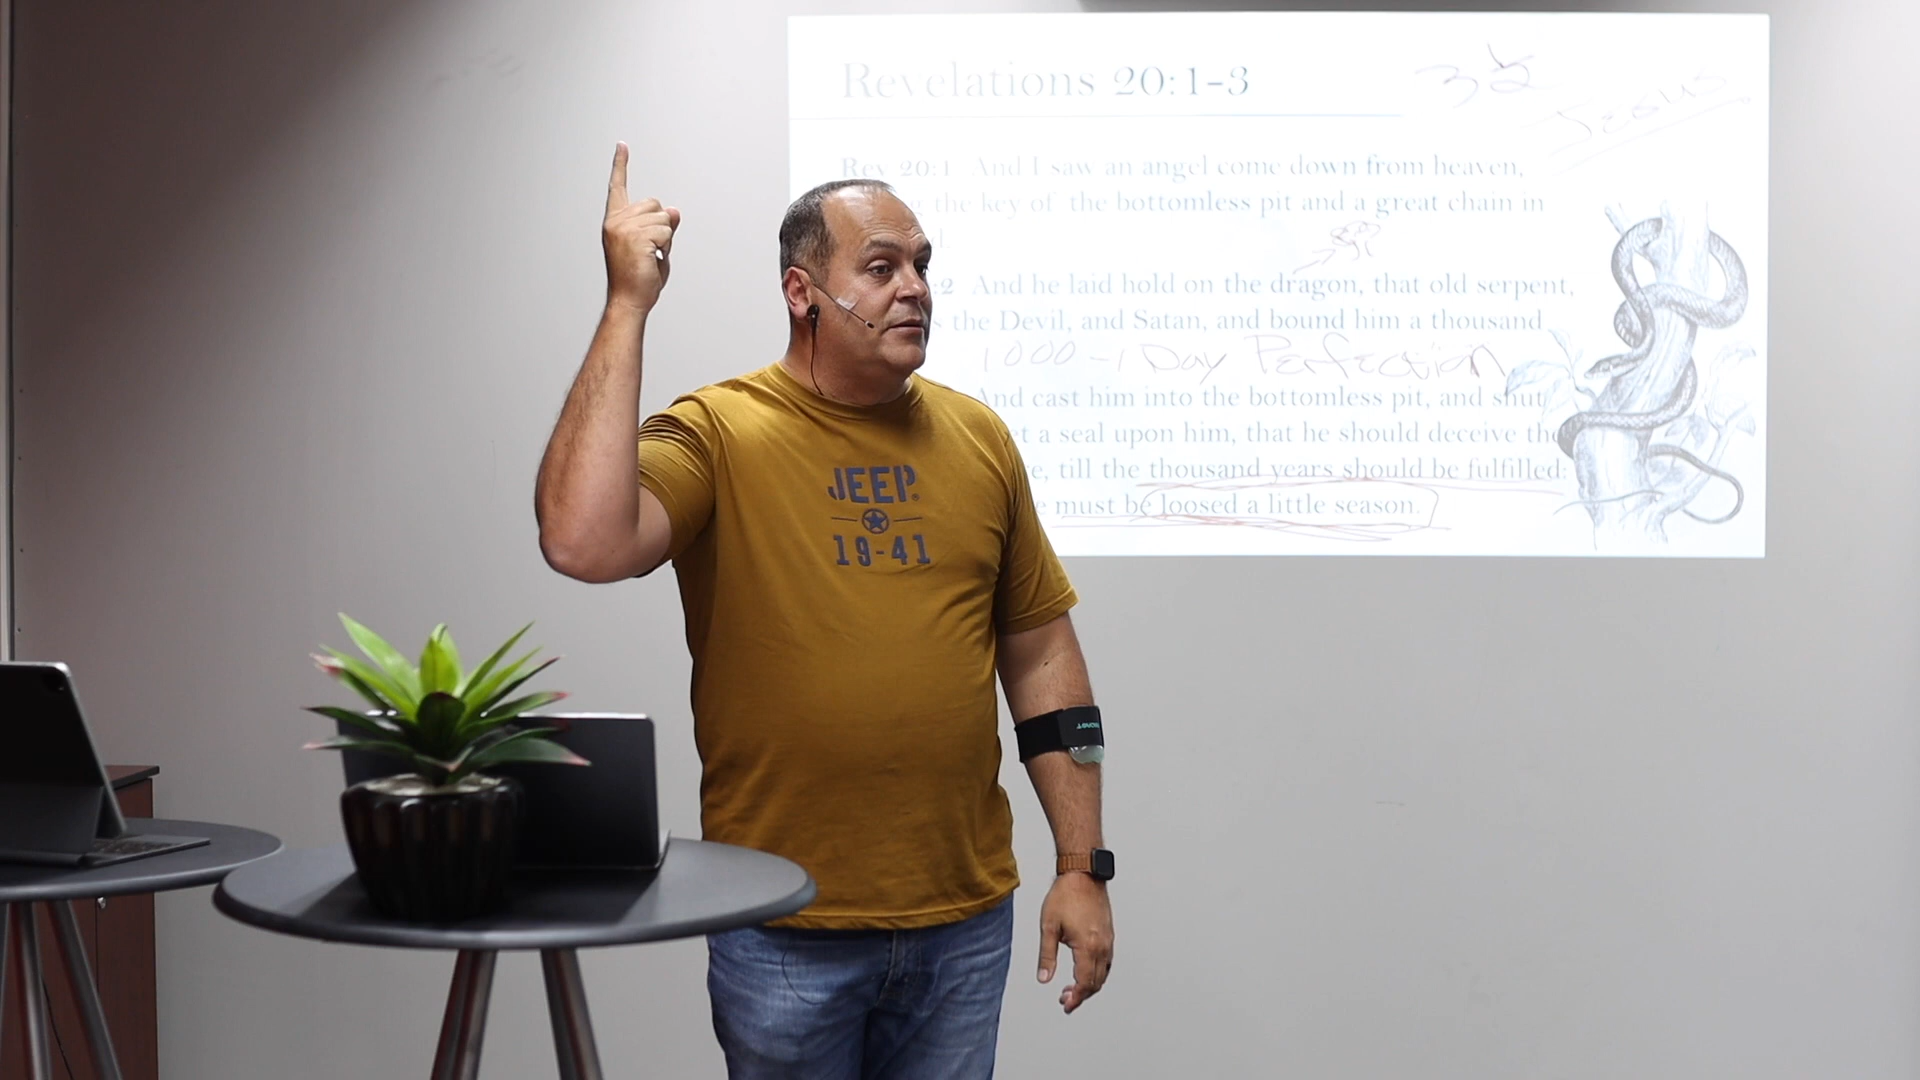 Revelations 20:1-3
3 1/2
Jesus
Rev 20:1 And I saw an angel come down from heaven,
the key of the bottomless pit and a great chain in
:2 And he laid hold on the dragon, that old serpent,
the Devil, and Satan, and bound him a thousand
1000 - 1 Day Perfection
And cast him into the bottomless pit, and shut
a seal upon him, that he should deceive the
till the thousand years should be fulfilled:
must be loosed a little season.
JEEP®
19-41